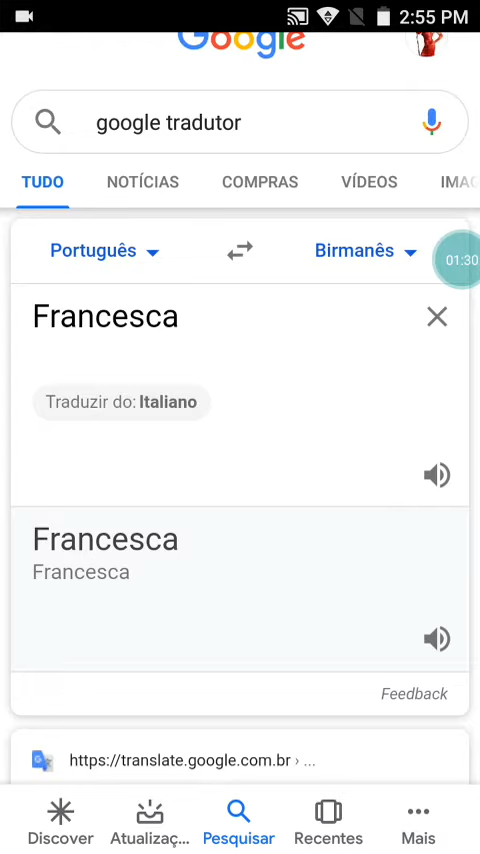 2:55 PM
Google
google tradutor
TUDO NOTÍCIAS COMPRAS VÍDEOS IMAG
Português Birmanês
01:30
Francesca
Traduzir do: Italiano
Francesca
Francesca
Feedback
https://translate.google.com.br › ...
Discover Atualizaç... Pesquisar Recentes Mais